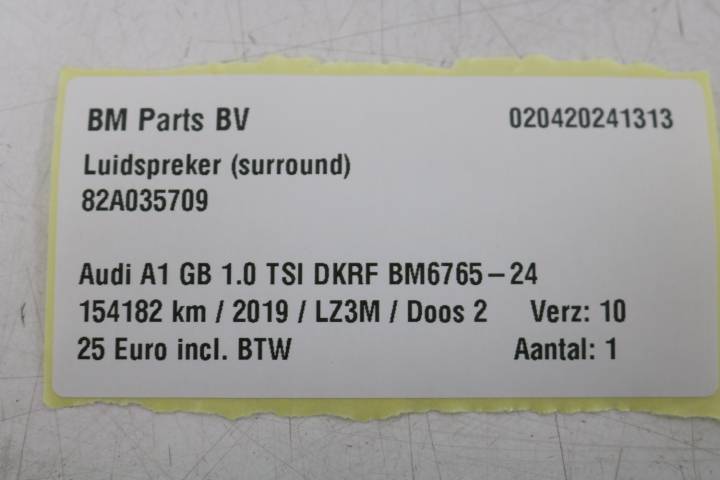 BM Parts BV 020420241313
Luidspreker (surround)
82A035709
Audi A1 GB 1.0 TSI DKRF BM6765-24
154182 km / 2019 / LZ3M / Doos 2 Verz: 10
25 Euro incl. BTW Aantal: 1